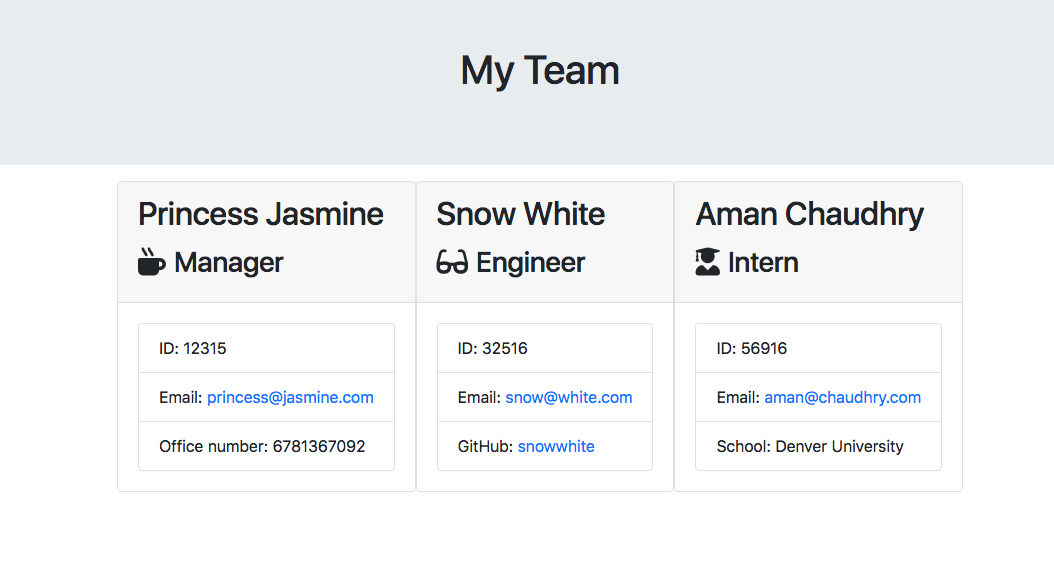 My Team
Princess Jasmine
Manager
ID: 12315
Email: princess@jasmine.com
Office number: 6781367092
Snow White
Engineer
ID: 32516
Email: snow@white.com
GitHub: snowwhite
Aman Chaudhry
Intern
ID: 56916
Email: aman@chaudhry.com
School: Denver University